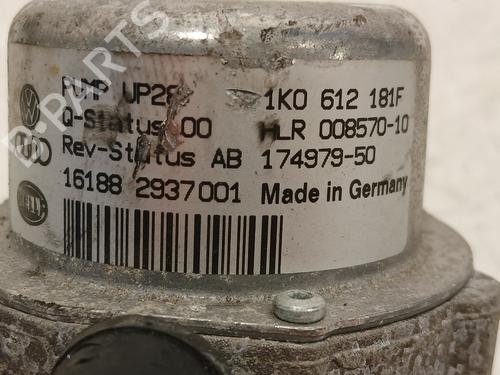 PUMP UP28 1K0 612 181F
Q-Status 00 HLR 008570-10
Rev-Status AB 174979-50
16188 2937001 Made in Germany
HELLA
B-PARTS